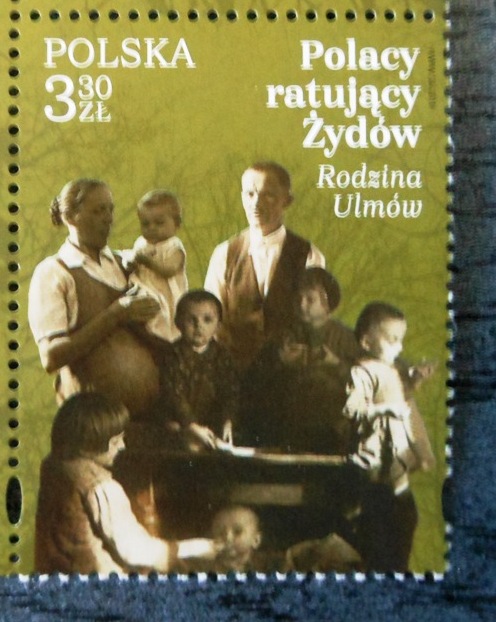 POLSKA
3 30 ZŁ
Polacy
ratujący
Żydów
Rodzina
Ulmów